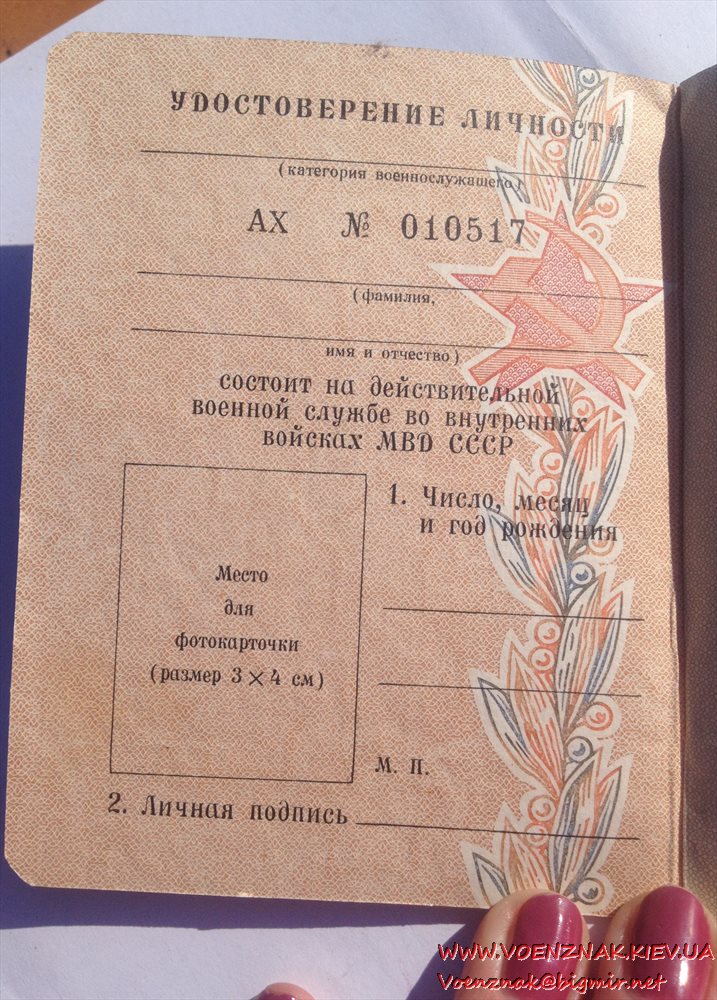 УДОСТОВЕРЕНИЕ ЛИЧНОСТИ
(категория военнослужащего)
АХ № 010517
(фамилия,
имя и отчество)
состоит на действительной
военной службе во внутренних
войсках МВД СССР
1. Число, месяц
и год рождения
Место
для
фотокарточки
(размер 3×4 см)
М. П.
2. Личная подпись
WWW.VOENZNAK.KIEV.UA
Voenznak@bigmir.net